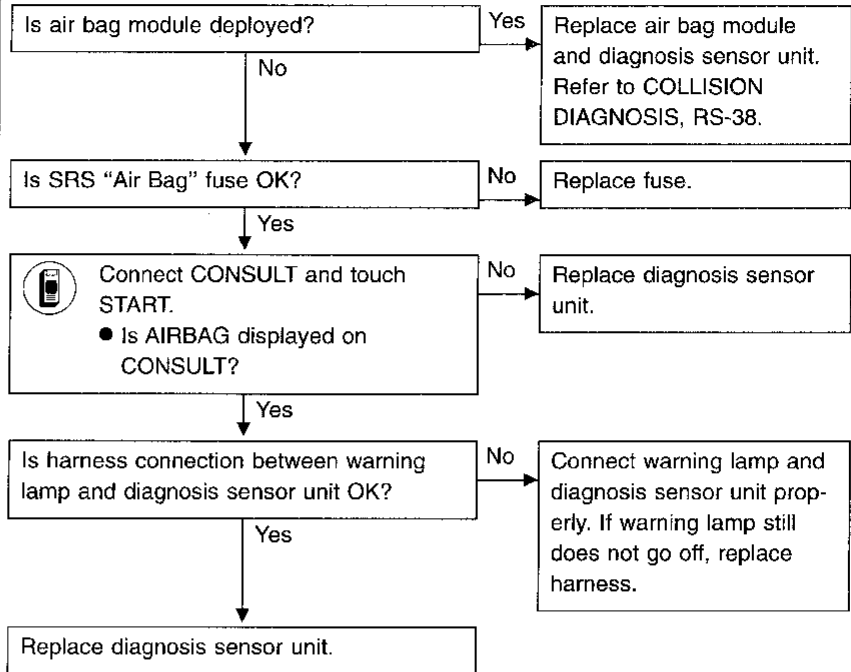 Is air bag module deployed?
Yes
Replace air bag module
and diagnosis sensor unit.
Refer to COLLISION
DIAGNOSIS, RS-38.
No
Is SRS “Air Bag” fuse OK?
No
Replace fuse.
Yes
Connect CONSULT and touch
START.
● Is AIRBAG displayed on
CONSULT?
No
Replace diagnosis sensor
unit.
Yes
Is harness connection between warning
lamp and diagnosis sensor unit OK?
No
Connect warning lamp and
diagnosis sensor unit prop-
erly. If warning lamp still
does not go off, replace
harness.
Yes
Replace diagnosis sensor unit.